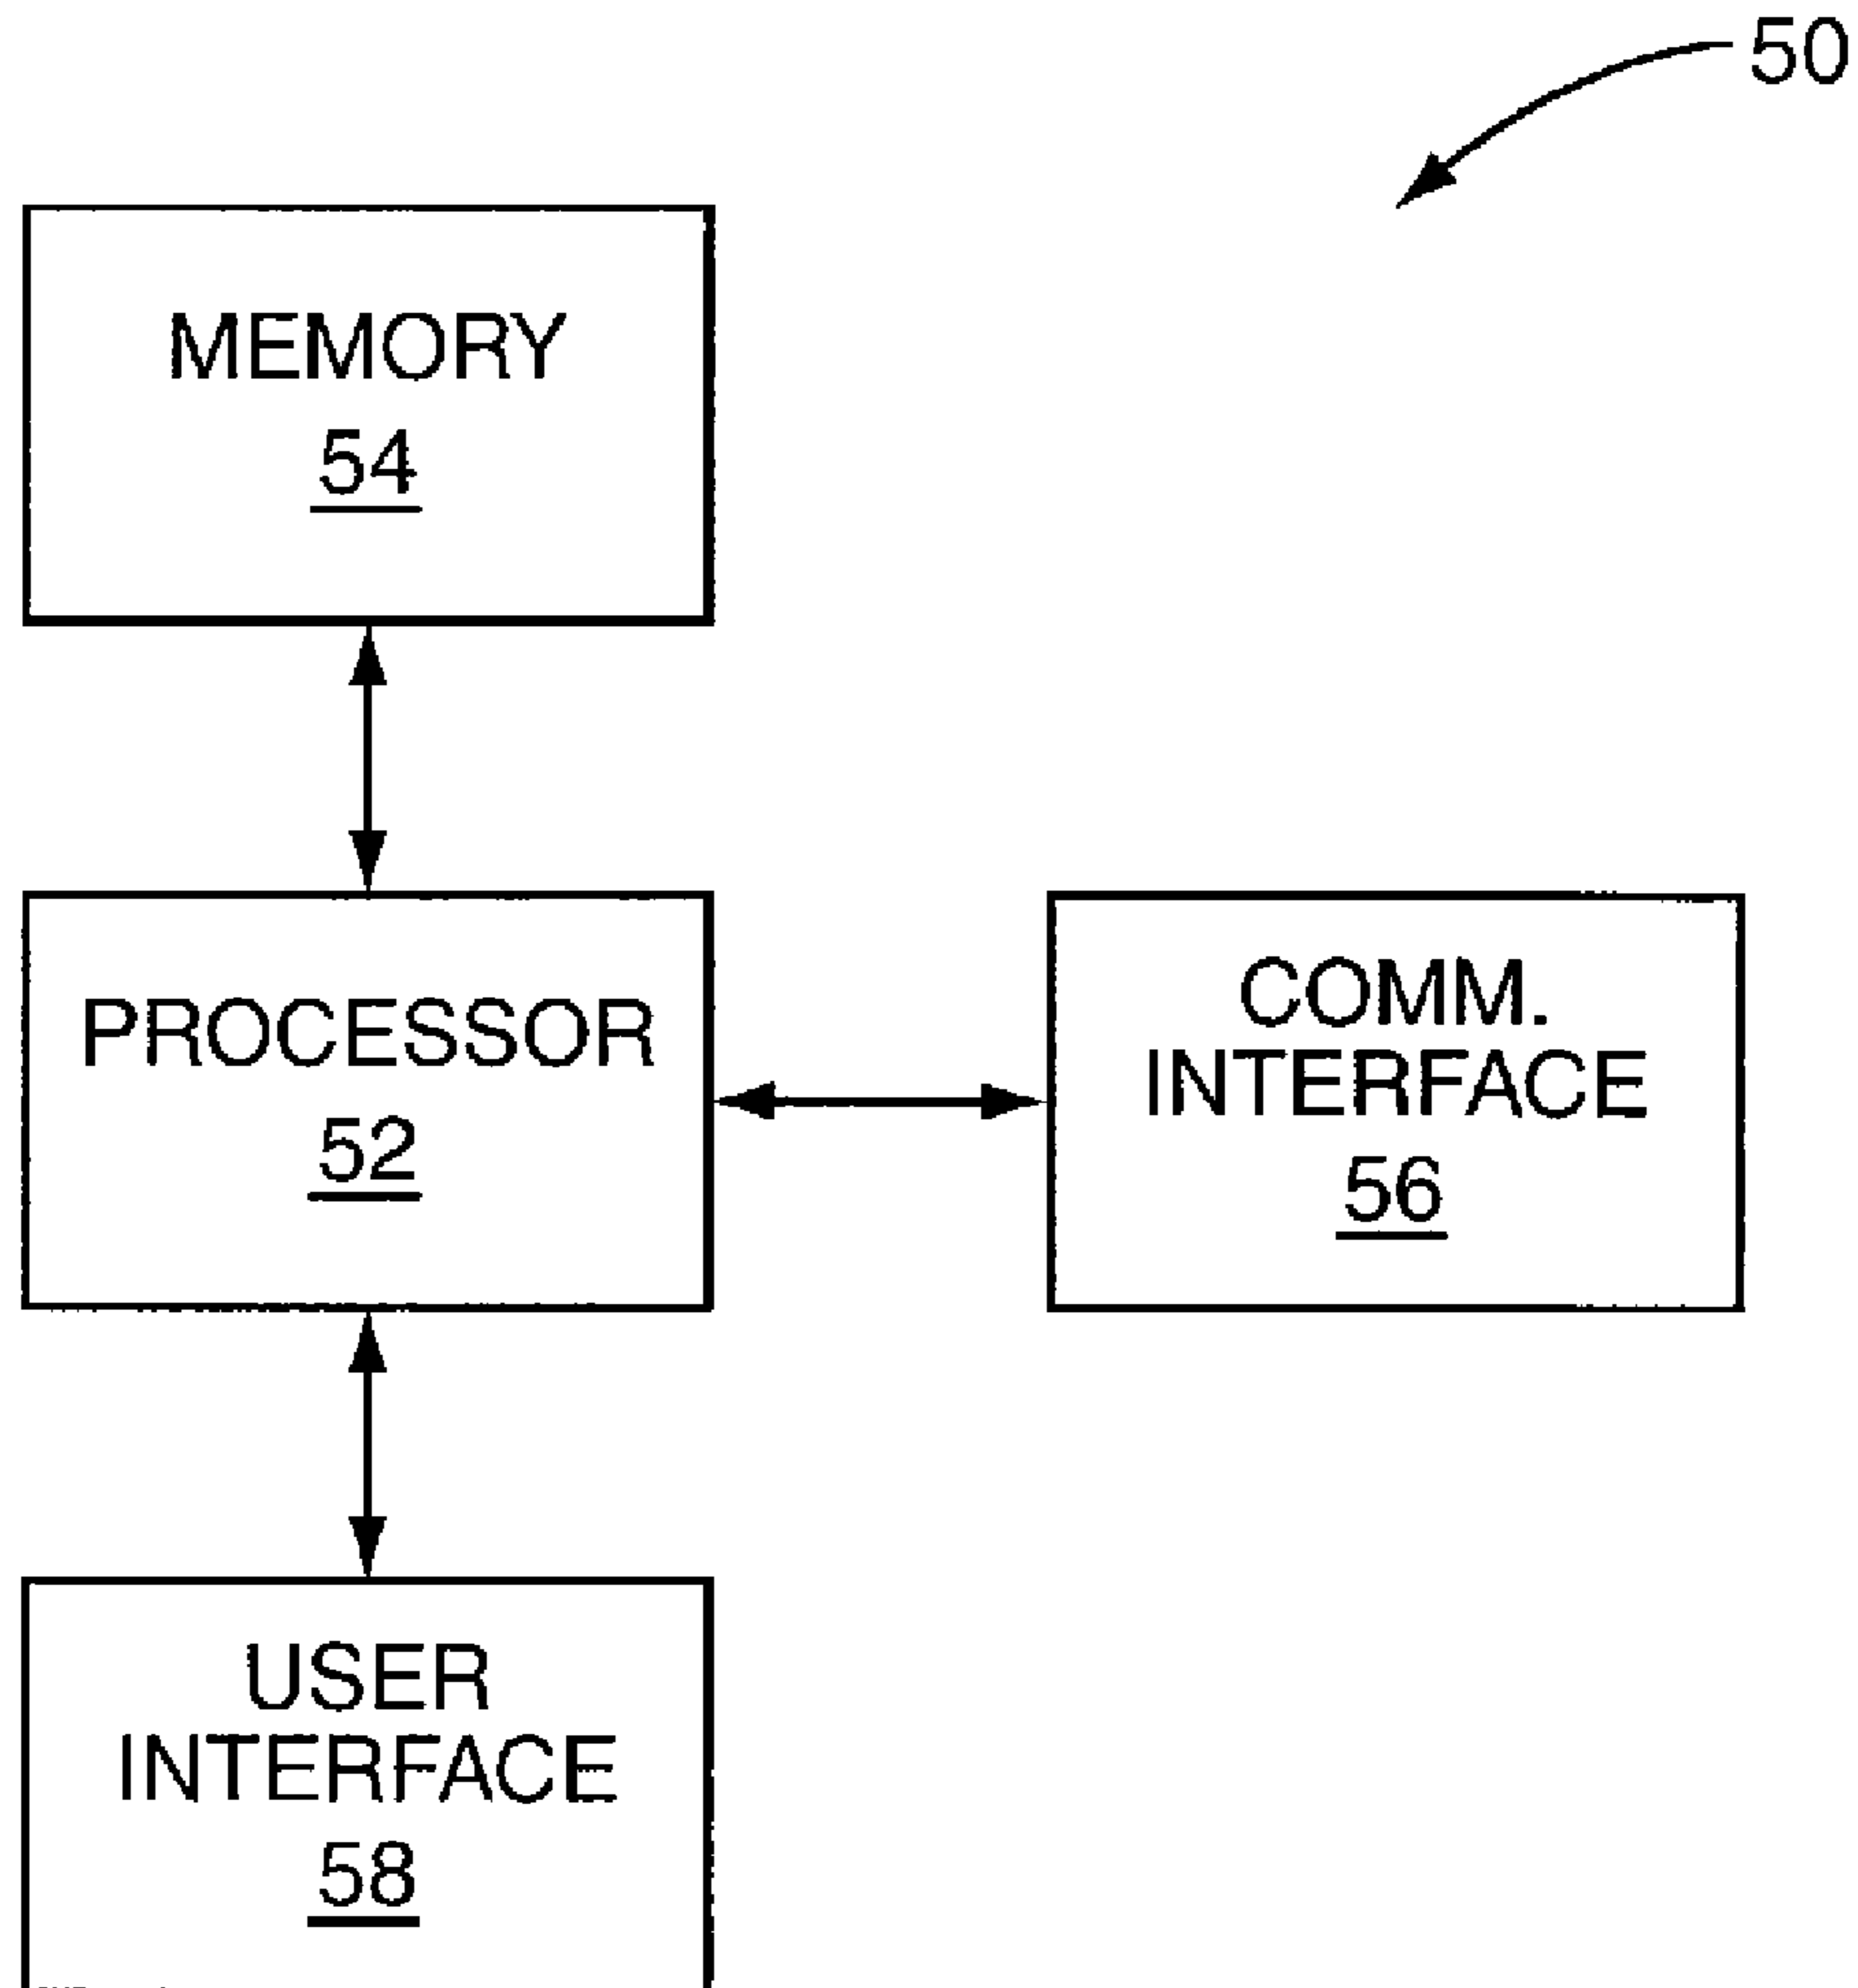 50
MEMORY
54
PROCESSOR
52
COMM.
INTERFACE
56
USER
INTERFACE
58